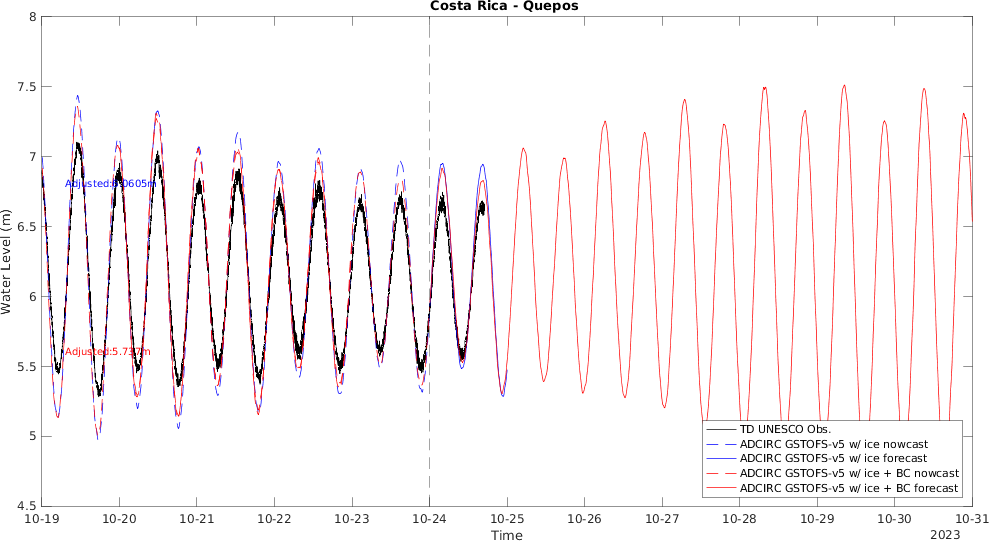 Costa Rica - Quepos
8
7.5
7
6.5
6
5.5
5
4.5
Water Level (m)
Adjusted:6.0605m
Adjusted:5.737m
TD UNESCO Obs.
ADCIRC GSTOFS-v5 w/ ice nowcast
ADCIRC GSTOFS-v5 w/ ice forecast
ADCIRC GSTOFS-v5 w/ ice + BC nowcast
ADCIRC GSTOFS-v5 w/ ice + BC forecast
10-19 10-20 10-21 10-22 10-23 10-24 10-25 10-26 10-27 10-28 10-29 10-30 10-31
Time
2023